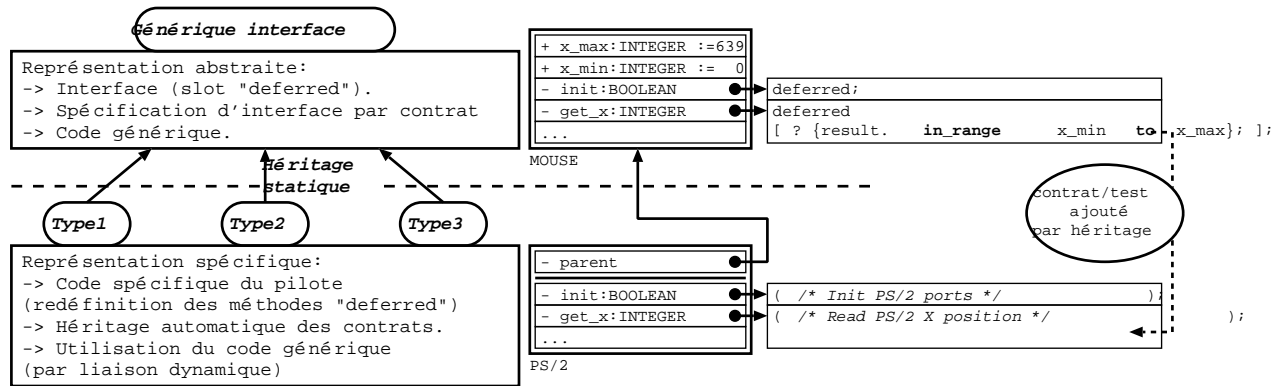 Générique interface
Représentation abstraite:
-> Interface (slot "deferred").
-> Spécification d'interface par contrat
-> Code générique.
Héritage
statique
Type1
Type2
Type3
Représentation spécifique:
-> Code spécifique du pilote
(redéfinition des méthodes "deferred")
-> Héritage automatique des contrats.
-> Utilisation du code générique
(par liaison dynamique)
+ x_max:INTEGER :=639
+ x_min:INTEGER := 0
- init:BOOLEAN
- get_x:INTEGER
...
MOUSE
deferred;
deferred
[ ? {result. in_range x_min to x_max}; ];
contrat/test
ajouté
par héritage
- parent
- init:BOOLEAN
- get_x:INTEGER
...
PS/2
( /* Init PS/2 ports */ );
( /* Read PS/2 X position */ );